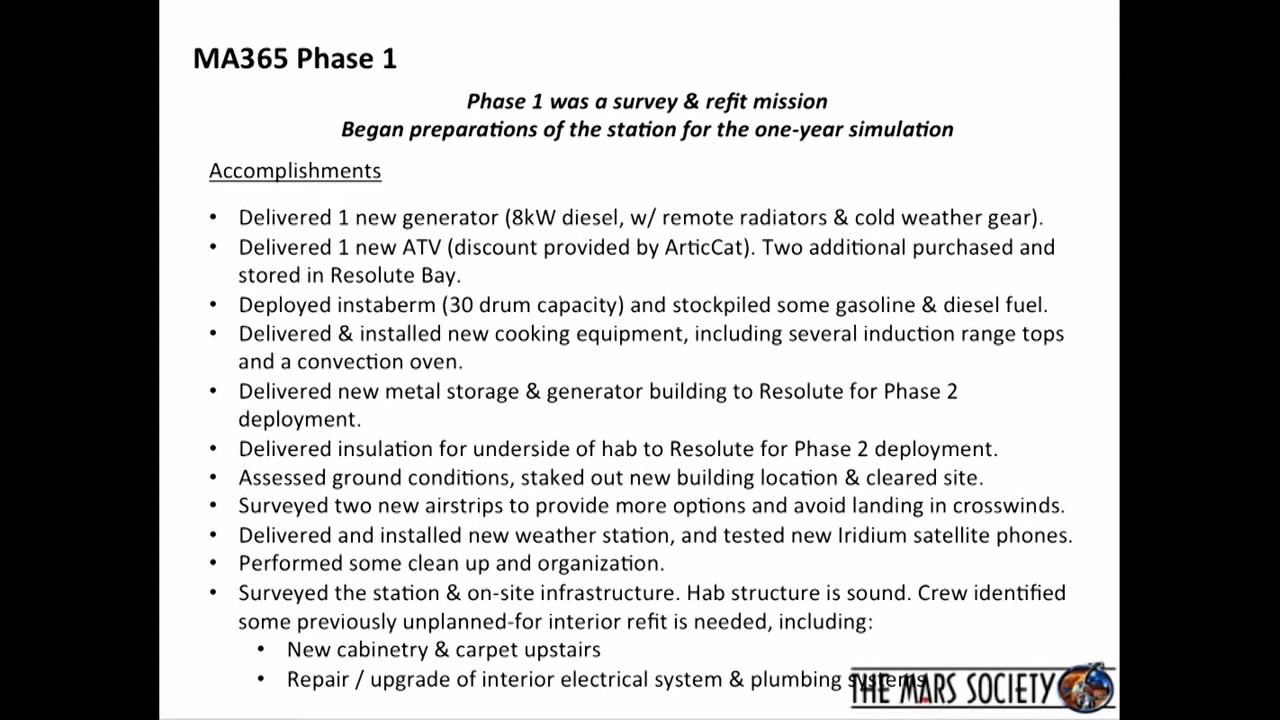 MA365 Phase 1
Phase 1 was a survey & refit mission
Began preparations of the station for the one-year simulation
Accomplishments
• Delivered 1 new generator (8kW diesel, w/ remote radiators & cold weather gear).
• Delivered 1 new ATV (discount provided by ArticCat). Two additional purchased and
stored in Resolute Bay.
• Deployed instaberm (30 drum capacity) and stockpiled some gasoline & diesel fuel.
• Delivered & installed new cooking equipment, including several induction range tops
and a convection oven.
• Delivered new metal storage & generator building to Resolute for Phase 2
deployment.
• Delivered insulation for underside of hab to Resolute for Phase 2 deployment.
• Assessed ground conditions, staked out new building location & cleared site.
• Surveyed two new airstrips to provide more options and avoid landing in crosswinds.
• Delivered and installed new weather station, and tested new Iridium satellite phones.
• Performed some clean up and organization.
• Surveyed the station & on-site infrastructure. Hab structure is sound. Crew identified
some previously unplanned-for interior refit is needed, including:
• New cabinetry & carpet upstairs
• Repair / upgrade of interior electrical system & plumbing systems
THE MARS SOCIETY